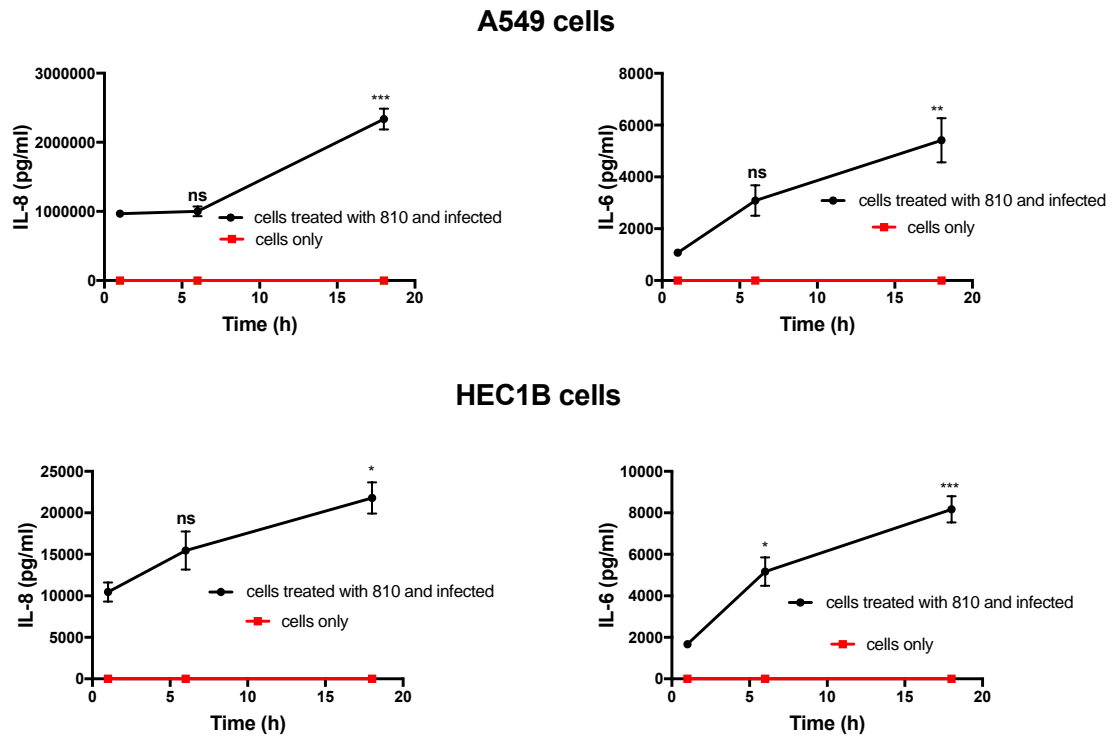 A549 cells
3000000
2000000
1000000
0
IL-8 (pg/ml)
ns
***
cells treated with 810 and infected
cells only
0 5 10 15 20
Time (h)
8000
6000
4000
2000
0
IL-6 (pg/ml)
ns
**
cells treated with 810 and infected
cells only
0 5 10 15 20
Time (h)
HEC1B cells
25000
20000
15000
10000
5000
0
IL-8 (pg/ml)
ns
*
cells treated with 810 and infected
cells only
0 5 10 15 20
Time (h)
10000
8000
6000
4000
2000
0
IL-6 (pg/ml)
*
***
cells treated with 810 and infected
cells only
0 5 10 15 20
Time (h)